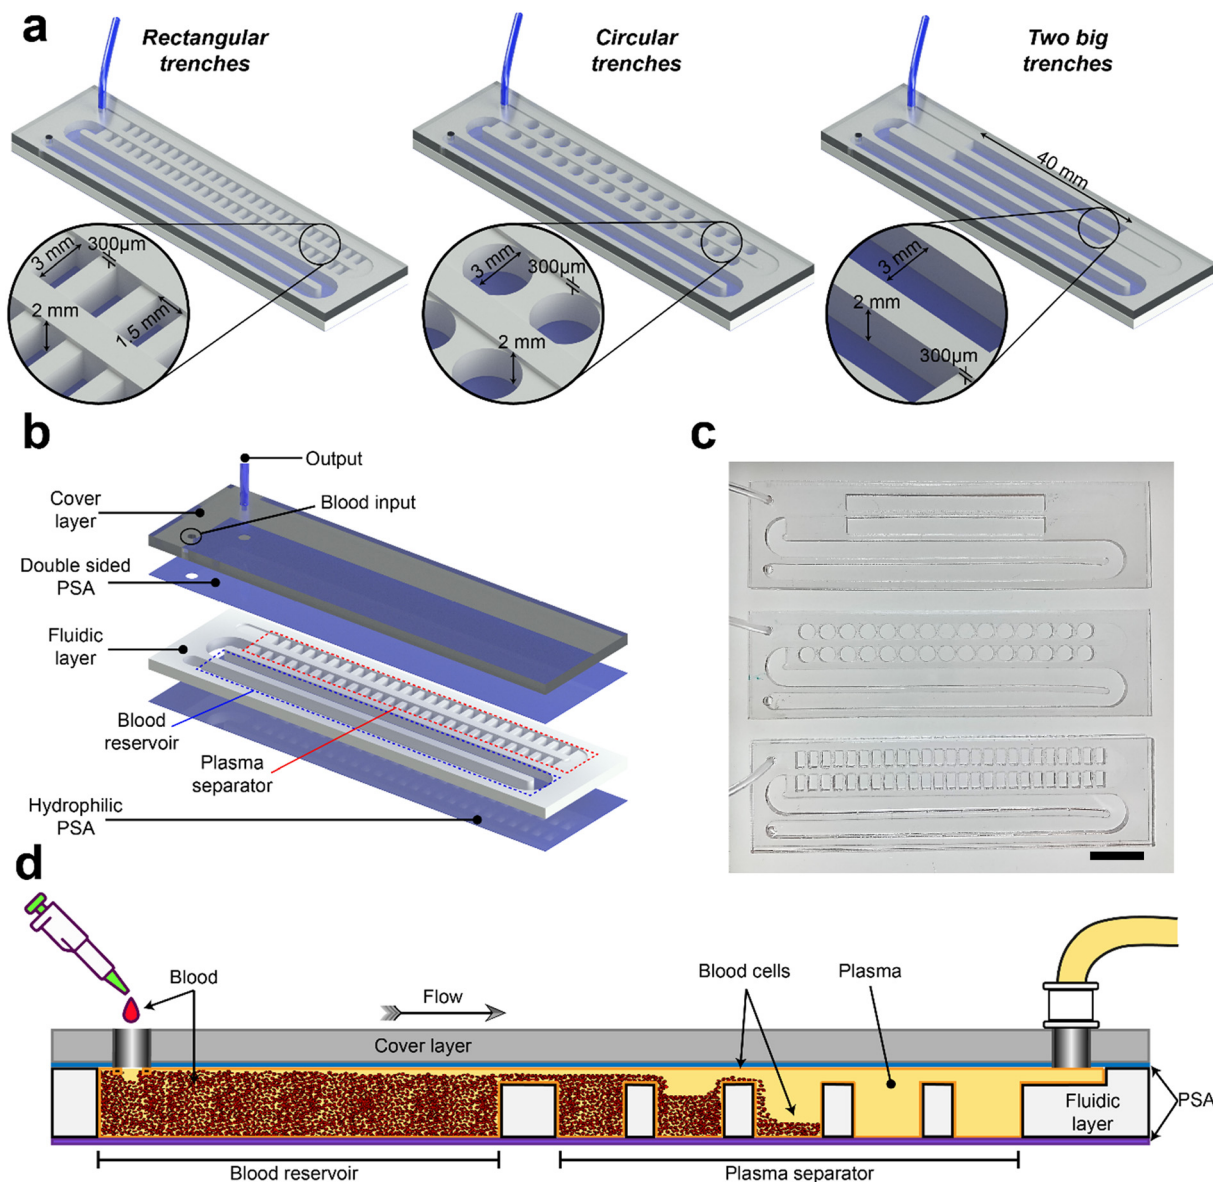 a
Rectangular
trenches
Circular
trenches
Two big
trenches
40 mm
3 mm
300µm
2 mm
1.5 mm
3 mm
300µm
2 mm
3 mm
2 mm
300µm
b
Output
Cover
layer
Blood input
Double sided
PSA
Fluidic
layer
Blood
reservoir
Plasma
separator
Hydrophilic
PSA
c
d
Blood
Flow
Blood cells
Plasma
Cover layer
Fluidic
layer
PSA
Blood reservoir
Plasma separator